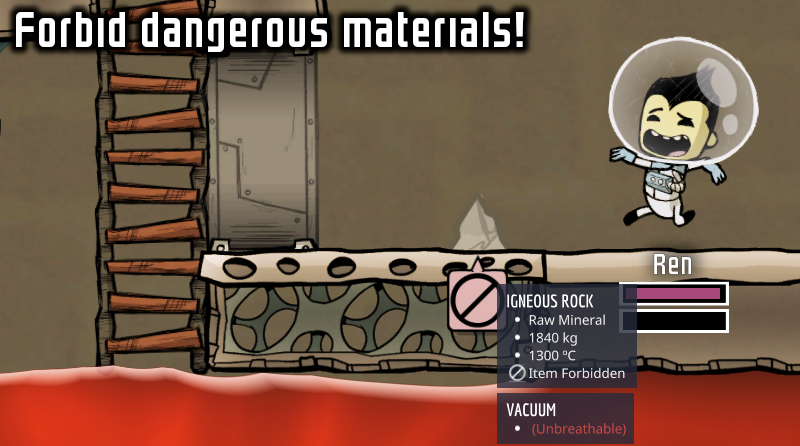 Forbid dangerous materials!
Ren
IGNEOUS ROCK
Raw Mineral
1840 kg
1300 ºC
Item Forbidden
VACUUM
(Unbreathable)